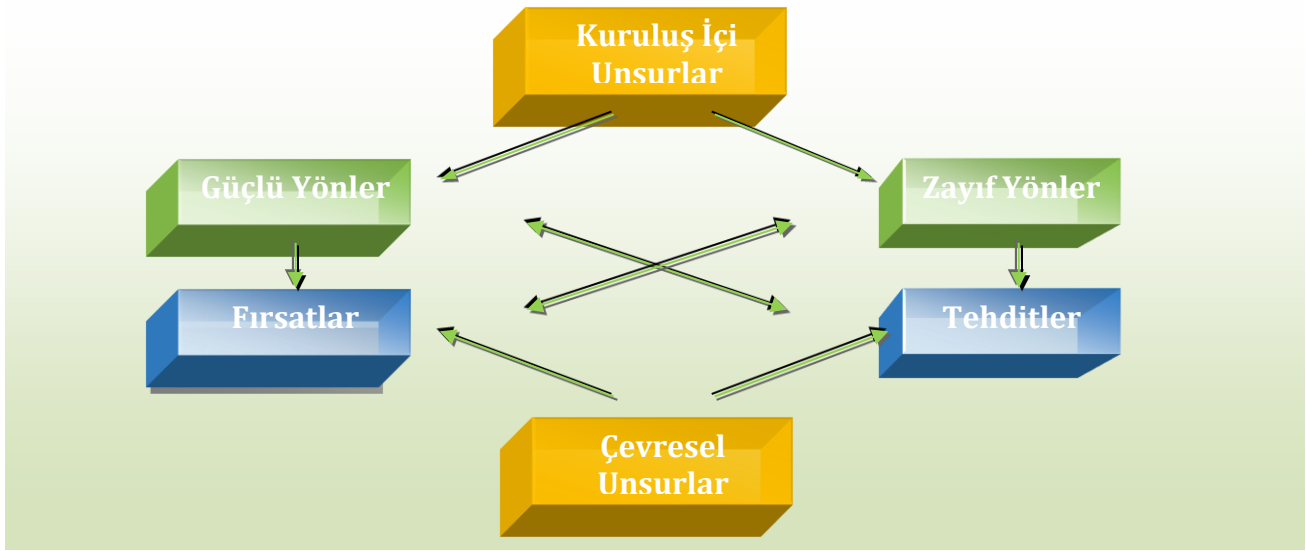 Kuruluş İçi
Unsurlar
Güçlü Yönler
Zayıf Yönler
Fırsatlar
Tehditler
Çevresel
Unsurlar